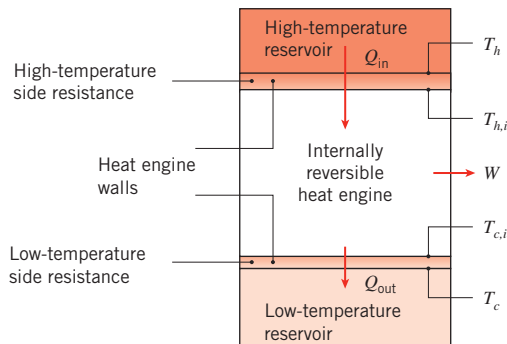 High-temperature
reservoir
Q_in
T_h
High-temperature
side resistance
T_h,i
Heat engine
walls
Internally
reversible
heat engine
W
T_c,i
Low-temperature
side resistance
Q_out
T_c
Low-temperature
reservoir